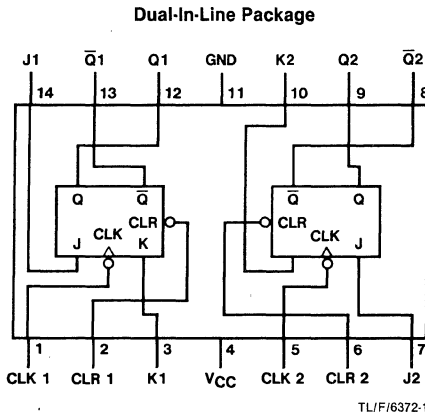 Dual-In-Line Package
J1 Q̅1 Q1 GND K2 Q2 Q̅2
14 13 12 11 10 9 8
Q Q̅ Q̅ Q
CLR CLR
CLK CLK
J K K J
1 2 3 4 5 6 7
CLK 1 CLR 1 K1 VCC CLK 2 CLR 2 J2
TL/F/6372-1